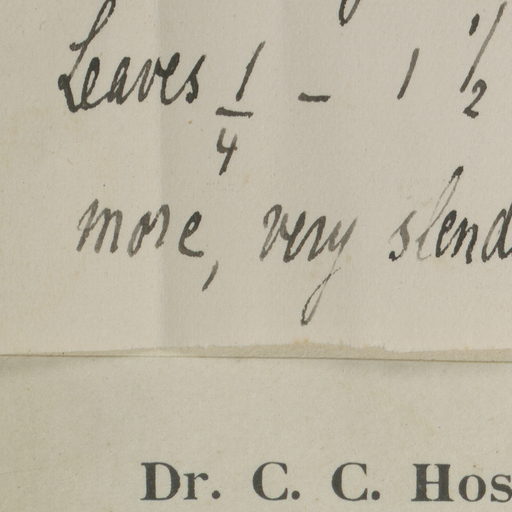 Leaves 1/4 – 1 1/2
more, very slend
Dr. C. C. Hos